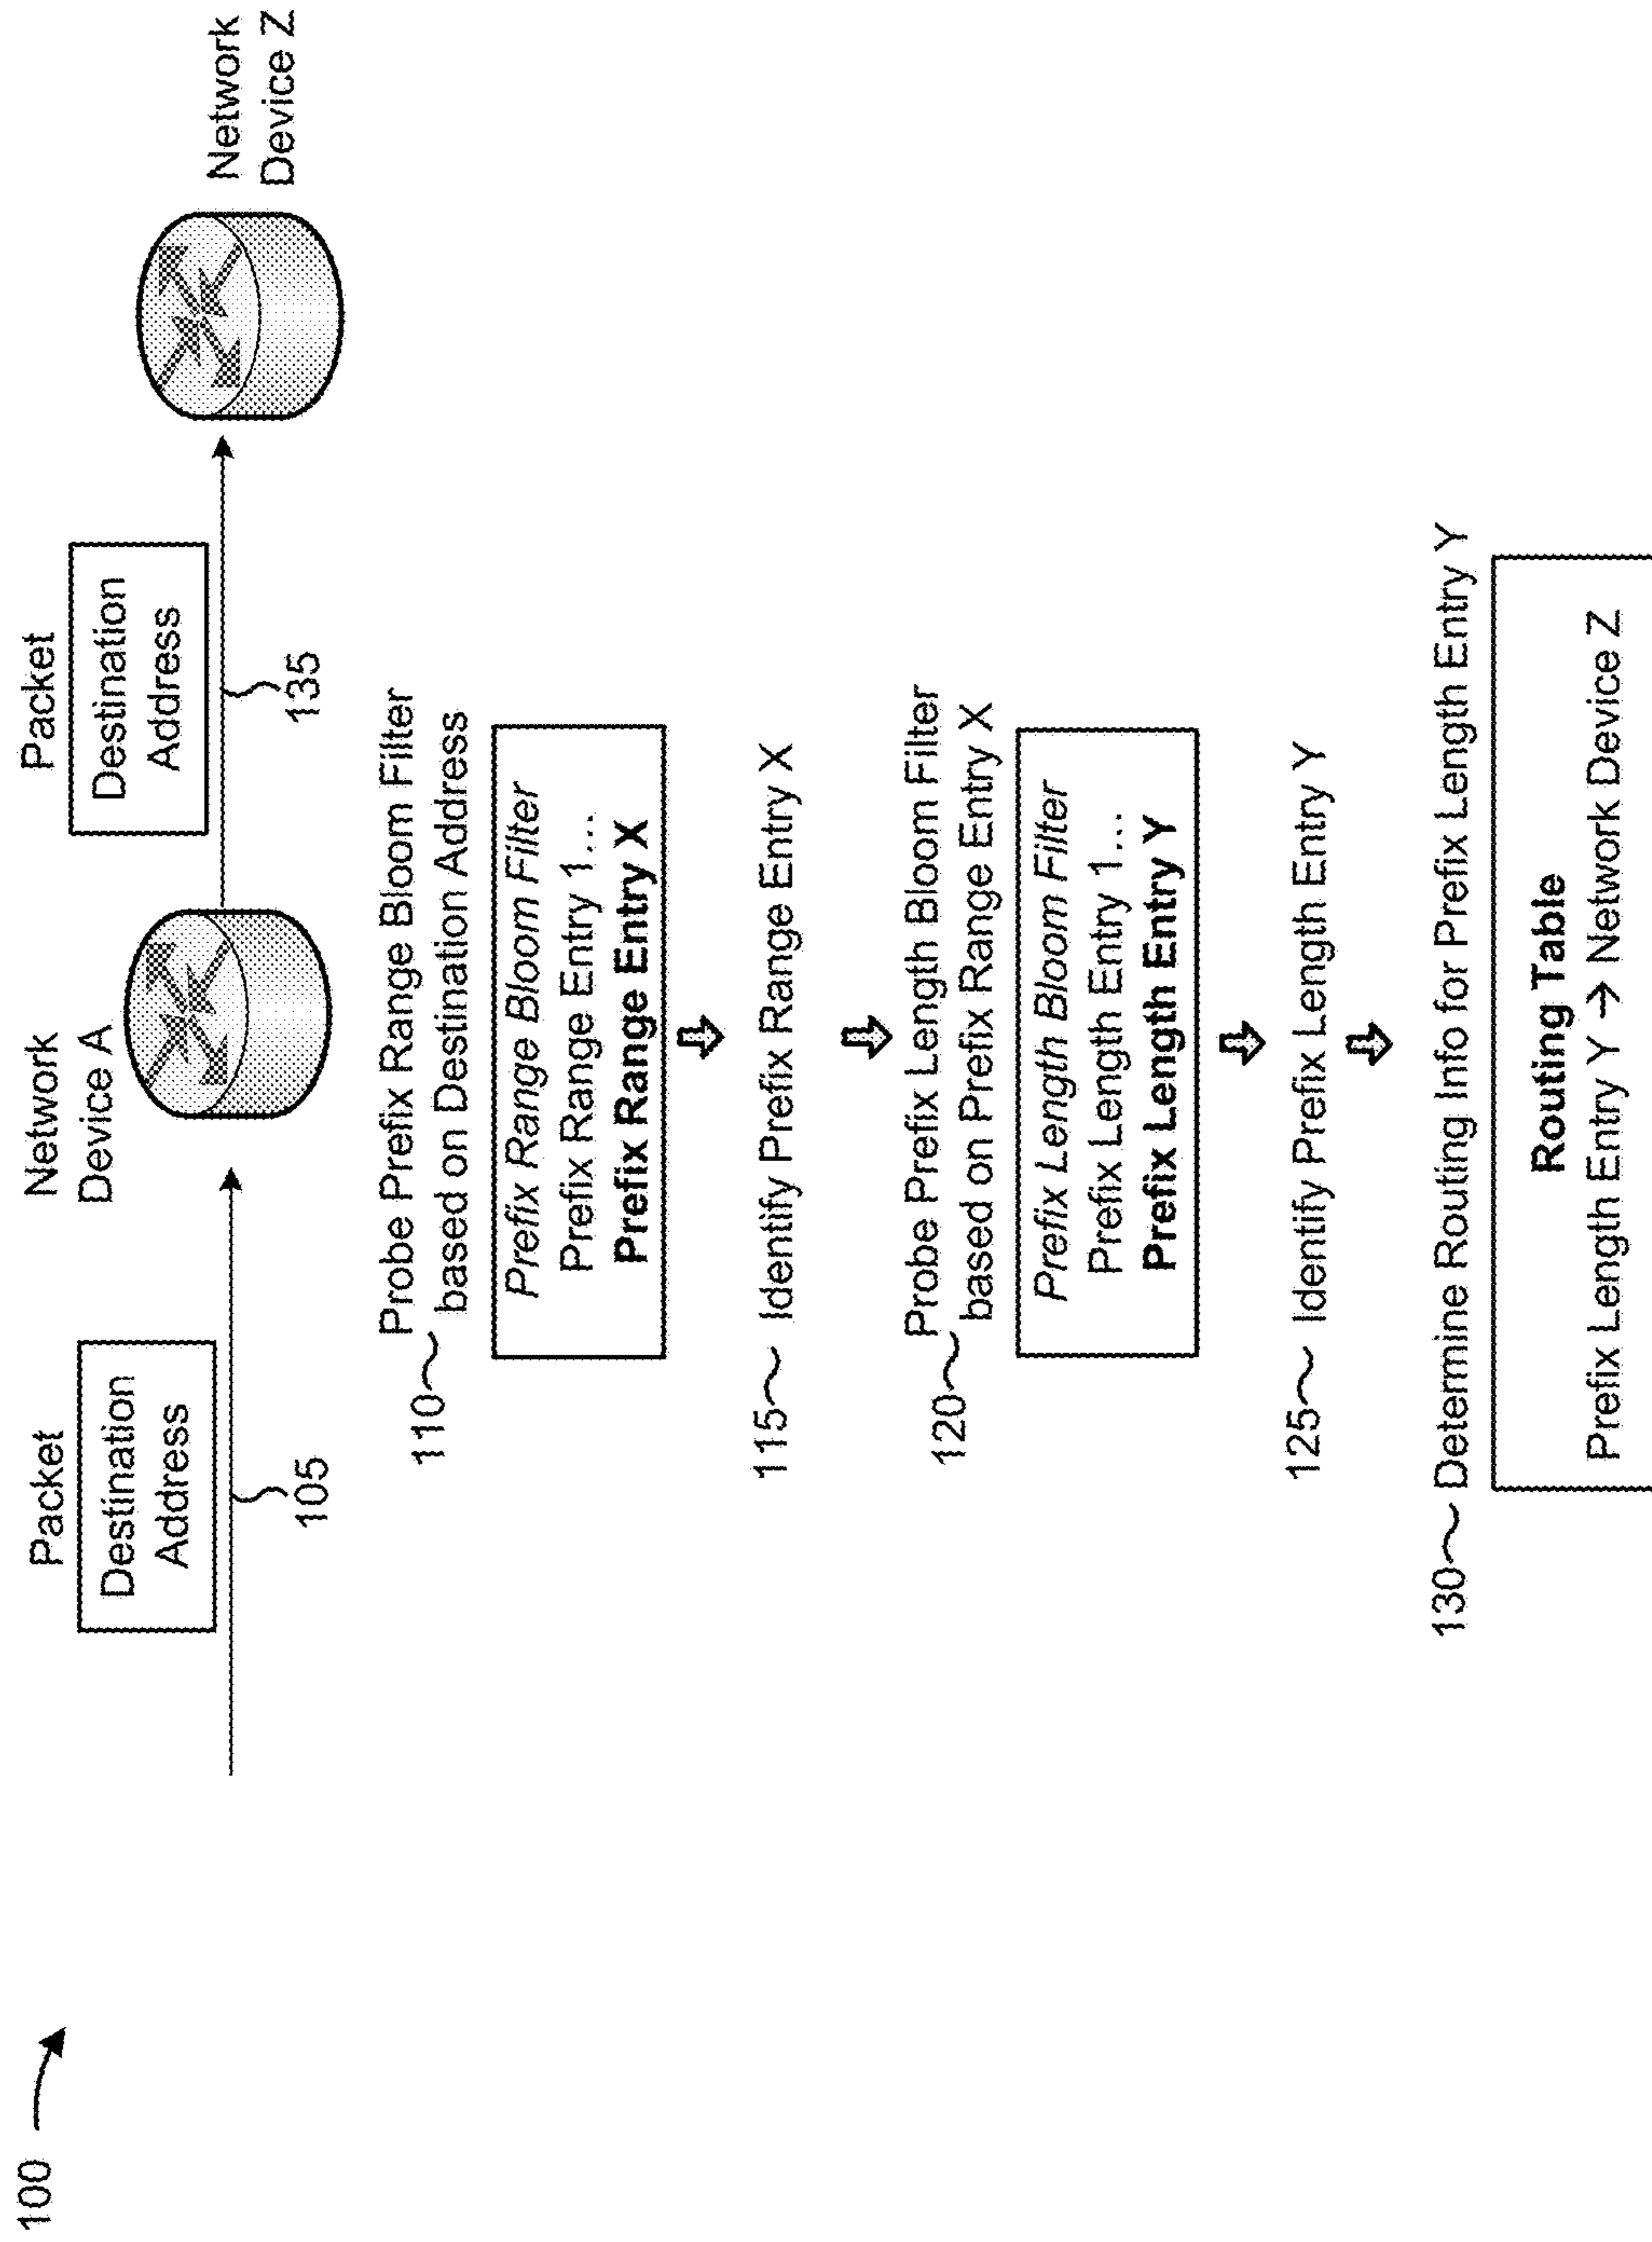 100
Packet
Destination
Address
105
Network
Device A
Packet
Destination
Address
135
Network
Device Z
110
Probe Prefix Range Bloom Filter
based on Destination Address
Prefix Range Bloom Filter
Prefix Range Entry 1...
Prefix Range Entry X
115
Identify Prefix Range Entry X
120
Probe Prefix Length Bloom Filter
based on Prefix Range Entry X
Prefix Length Bloom Filter
Prefix Length Entry 1...
Prefix Length Entry Y
125
Identify Prefix Length Entry Y
130
Determine Routing Info for Prefix Length Entry Y
Routing Table
Prefix Length Entry Y → Network Device Z